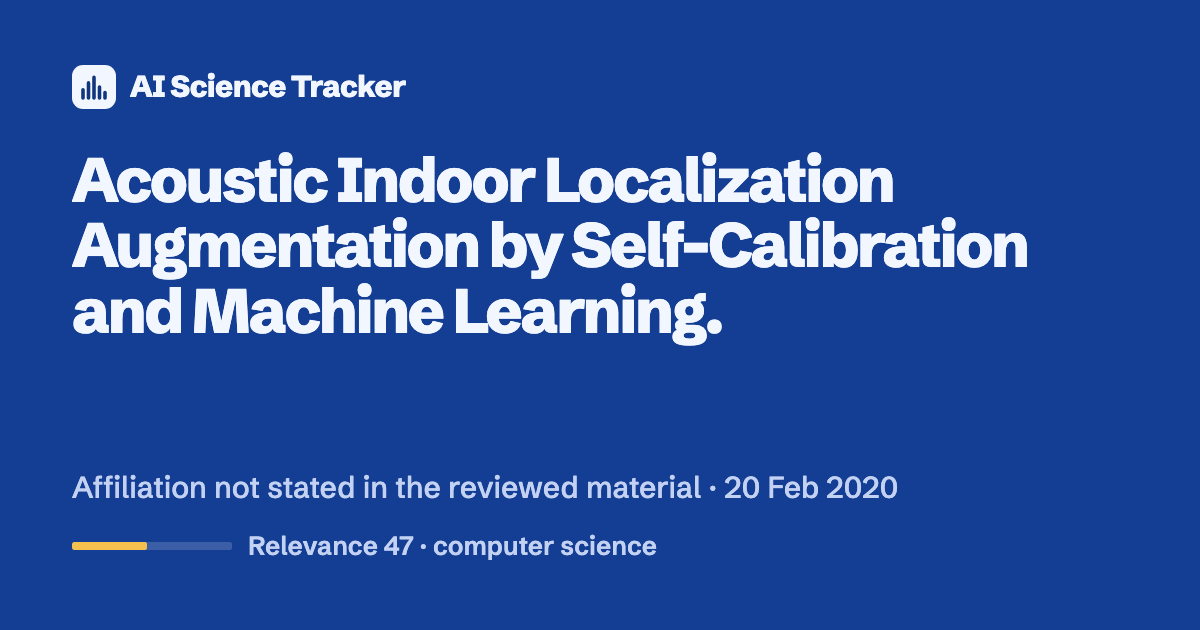 AI Science Tracker
Acoustic Indoor Localization
Augmentation by Self-Calibration
and Machine Learning.
Affiliation not stated in the reviewed material · 20 Feb 2020
Relevance 47 · computer science